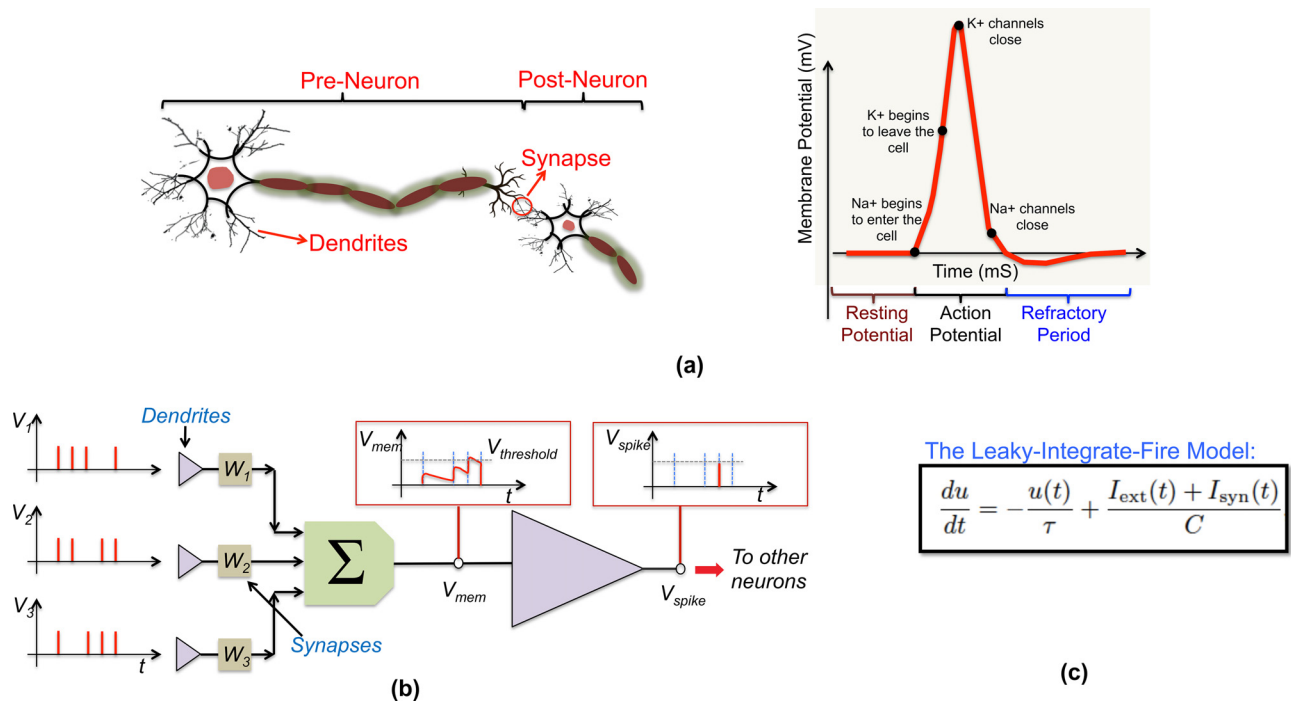 Pre-Neuron
Post-Neuron
Synapse
Dendrites
Membrane Potential (mV)
K+ channels
close
K+ begins
to leave the
cell
Na+ begins
to enter the
cell
Na+ channels
close
Time (mS)
Resting
Potential
Action
Potential
Refractory
Period
(a)
V1
Dendrites
W1
V2
W2
V3
W3
t
Synapses
Σ
Vmem
Vthreshold
t
Vmem
Vspike
t
Vspike
To other
neurons
(b)
The Leaky-Integrate-Fire Model:
du/dt = −u(t)/τ + (Iext(t) + Isyn(t))/C
(c)